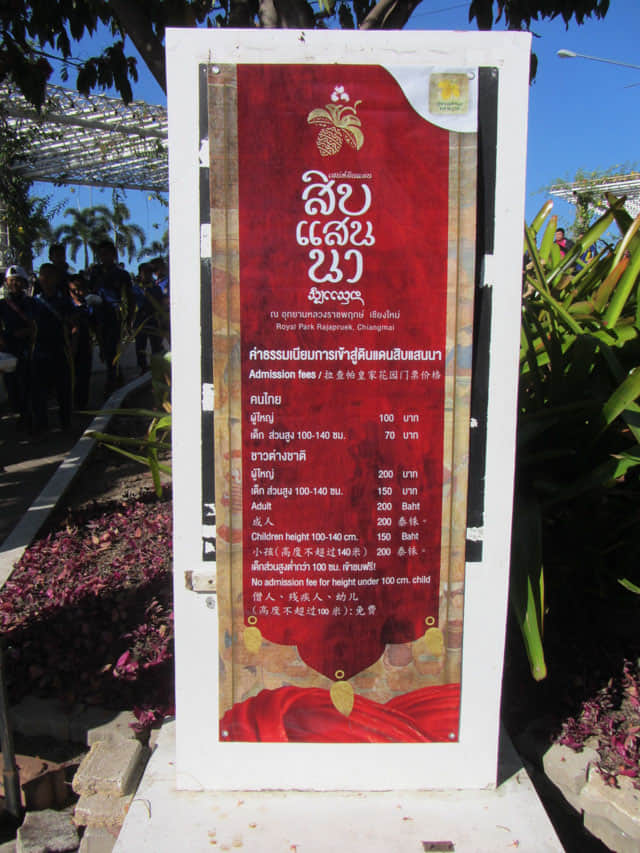 เสน่ห์ดินแดน
สิบ
แสน
นา
ณ อุทยานหลวงราชพฤกษ์ เชียงใหม่
Royal Park Rajapruek, Chiangmai
ค่าธรรมเนียมการเข้าสู่ดินแดนสิบแสนนา
Admission fees / 拉查帕皇家花园门票价格
คนไทย
ผู้ใหญ่ 100 บาท
เด็ก ส่วนสูง 100-140 ซม. 70 บาท
ชาวต่างชาติ
ผู้ใหญ่ 200 บาท
เด็ก ส่วนสูง 100-140 ซม. 150 บาท
Adult 200 Baht
成人 200 泰铢。
Children height 100-140 cm. 150 Baht
小孩(高度不超过140米) 200 泰铢。
เด็กส่วนสูงต่ำกว่า 100 ซม. เข้าชมฟรี!
No admission fee for height under 100 cm. child
僧人、残疾人、幼儿
(高度不超过100米):免费